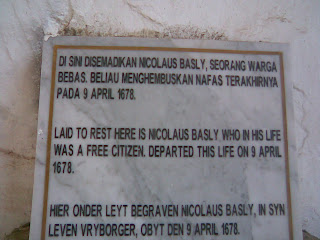 DI SINI DISEMADIKAN NICOLAUS BASLY, SEORANG WARGA
BEBAS. BELIAU MENGHEMBUSKAN NAFAS TERAKHIRNYA
PADA 9 APRIL 1678.
LAID TO REST HERE IS NICOLAUS BASLY WHO IN HIS LIFE
WAS A FREE CITIZEN. DEPARTED THIS LIFE ON 9 APRIL
1678.
HIER ONDER LEYT BEGRAVEN NICOLAUS BASLY, IN SYN
LEVEN VRYBORGER, OBYT DEN 9 APRIL 1678.